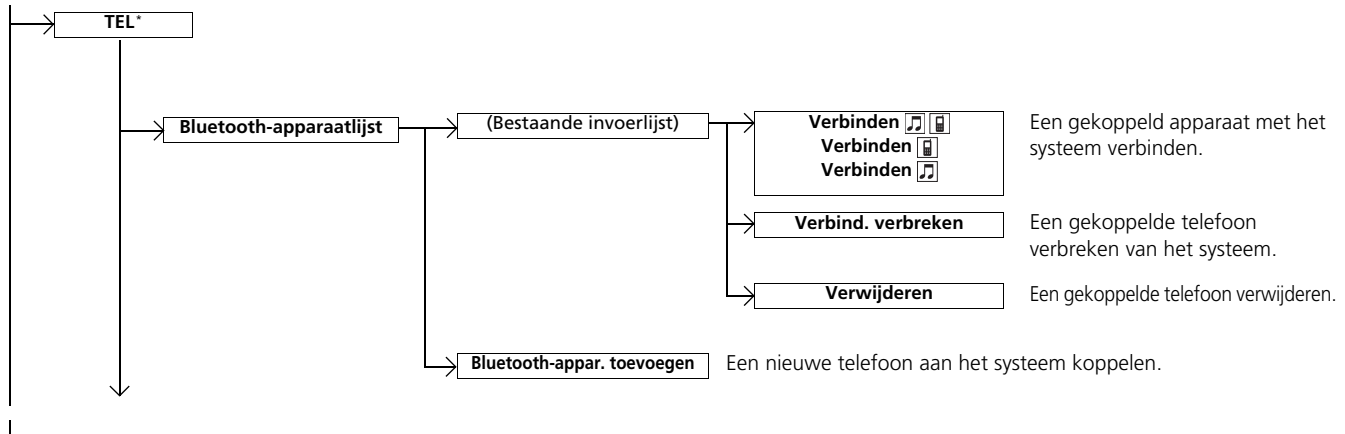 TEL*
Bluetooth-apparaatlijst
(Bestaande invoerlijst)
Verbinden
Verbinden
Verbinden
Een gekoppeld apparaat met het
systeem verbinden.
Verbind. verbreken
Een gekoppelde telefoon
verbreken van het systeem.
Verwijderen
Een gekoppelde telefoon verwijderen.
Bluetooth-appar. toevoegen
Een nieuwe telefoon aan het systeem koppelen.